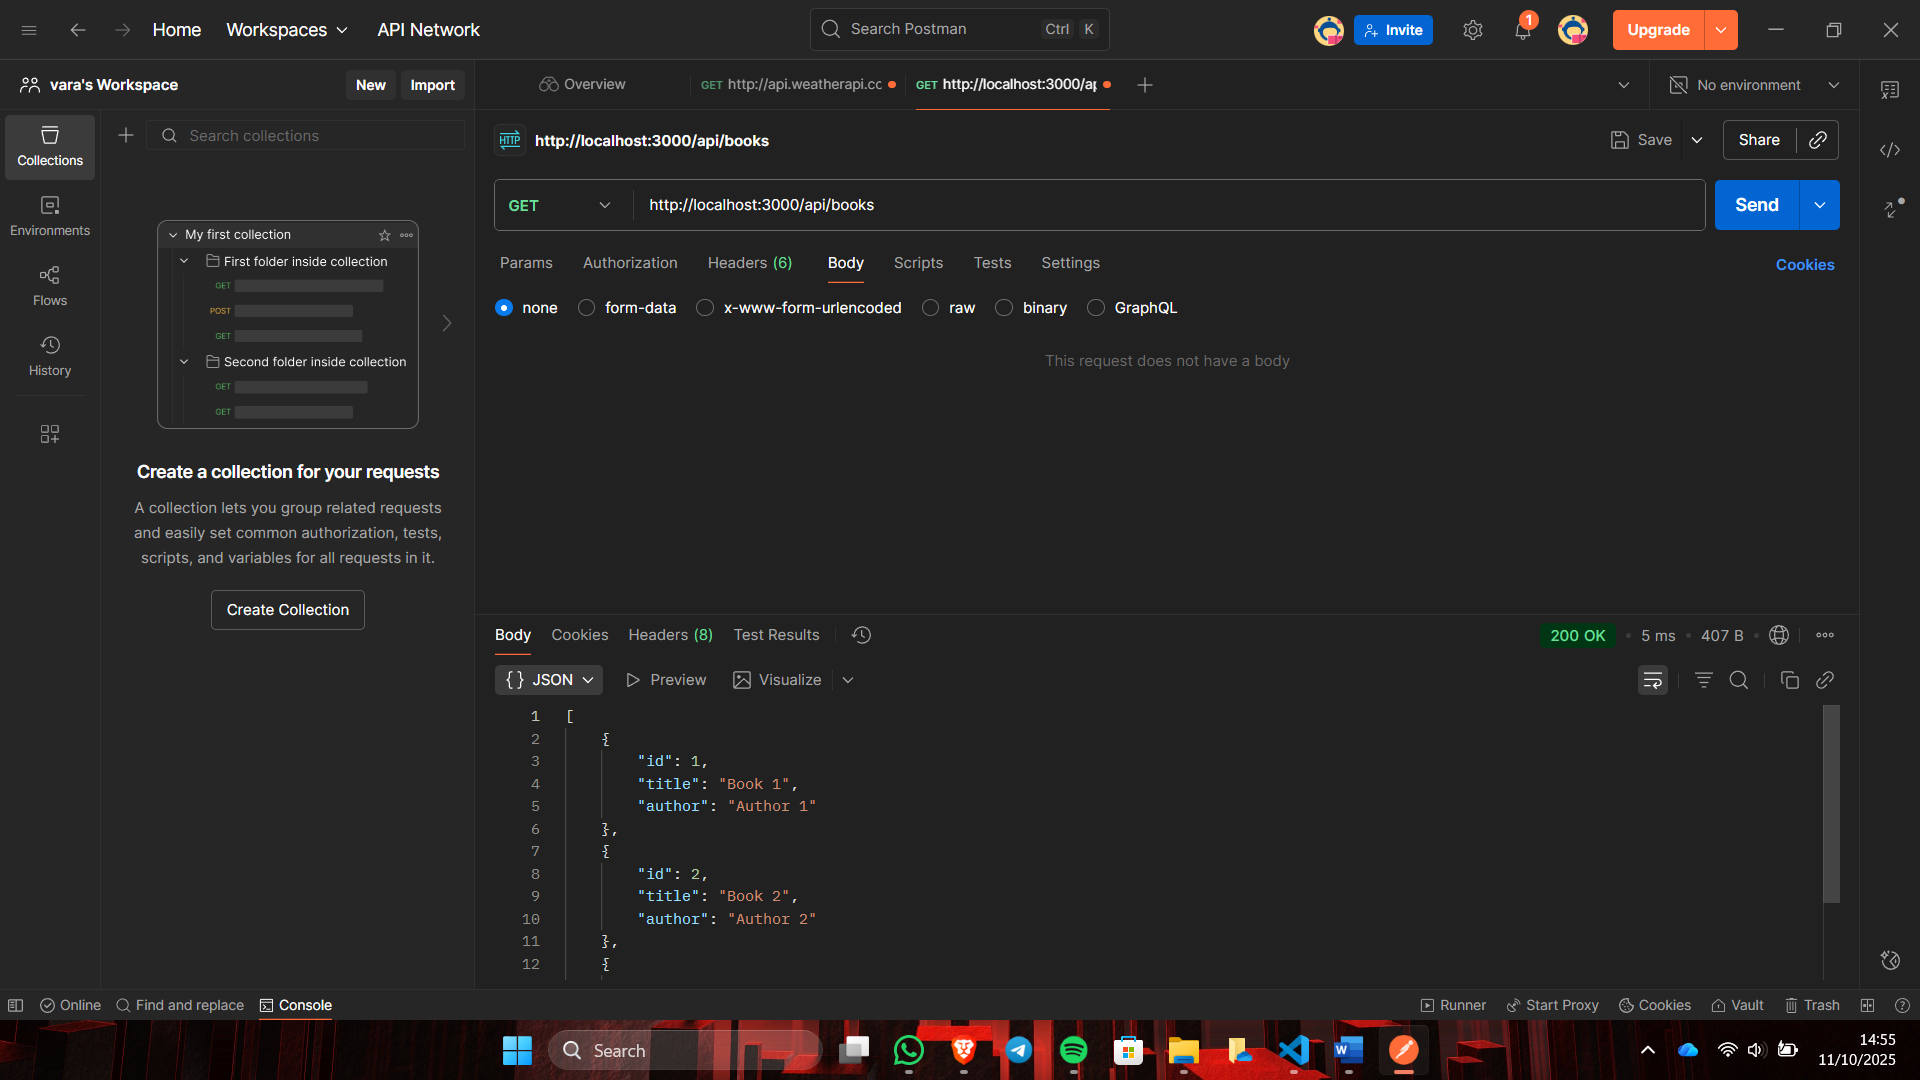 Home
Workspaces
API Network
Search Postman
Ctrl K
Invite
1
Upgrade
vara's Workspace
New
Import
Overview
GET http://api.weatherapi.cc
GET http://localhost:3000/ap
No environment
Collections
Environments
Flows
History
Search collections
My first collection
First folder inside collection
GET
POST
GET
Second folder inside collection
GET
GET
Create a collection for your requests
A collection lets you group related requests
and easily set common authorization, tests,
scripts, and variables for all requests in it.
Create Collection
HTTP
http://localhost:3000/api/books
Save
Share
GET
http://localhost:3000/api/books
Send
Params
Authorization
Headers (6)
Body
Scripts
Tests
Settings
Cookies
none
form-data
x-www-form-urlencoded
raw
binary
GraphQL
This request does not have a body
Body
Cookies
Headers (8)
Test Results
200 OK
5 ms
407 B
{} JSON
Preview
Visualize
1 [
2 {
3 "id": 1,
4 "title": "Book 1",
5 "author": "Author 1"
6 },
7 {
8 "id": 2,
9 "title": "Book 2",
10 "author": "Author 2"
11 },
12 {
Online
Find and replace
Console
Runner
Start Proxy
Cookies
Vault
Trash
Search
W
14:55
11/10/2025